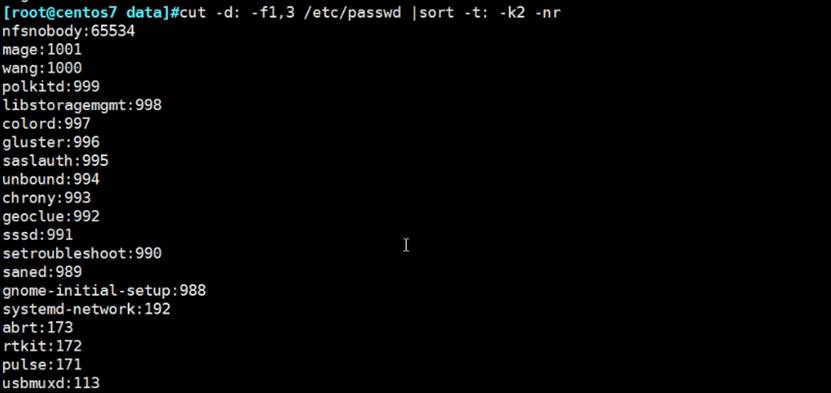 [root@centos7 data]#cut -d: -f1,3 /etc/passwd |sort -t: -k2 -nr
nfsnobody:65534
mage:1001
wang:1000
polkitd:999
libstoragemgmt:998
colord:997
gluster:996
saslauth:995
unbound:994
chrony:993
geoclue:992
sssd:991
setroubleshoot:990
saned:989
gnome-initial-setup:988
systemd-network:192
abrt:173
rtkit:172
pulse:171
usbmuxd:113